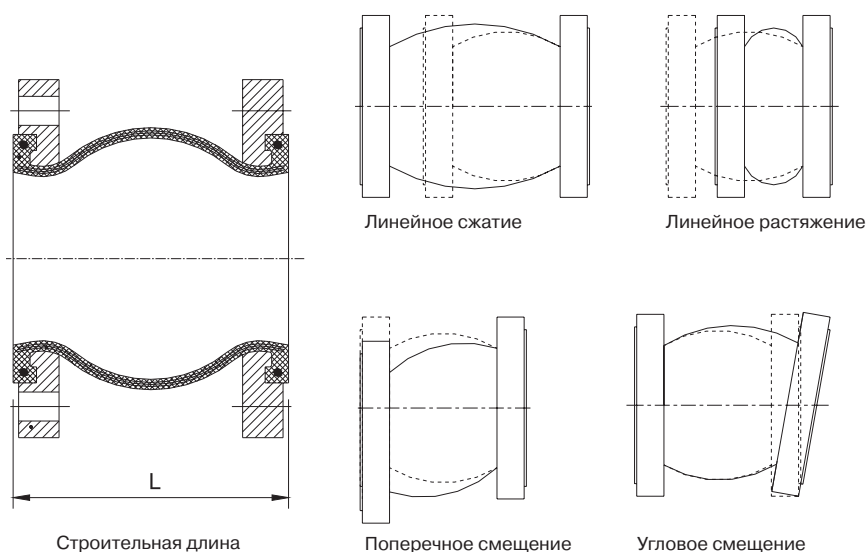 Линейное сжатие
Линейное растяжение
L
Строительная длина
Поперечное смещение
Угловое смещение